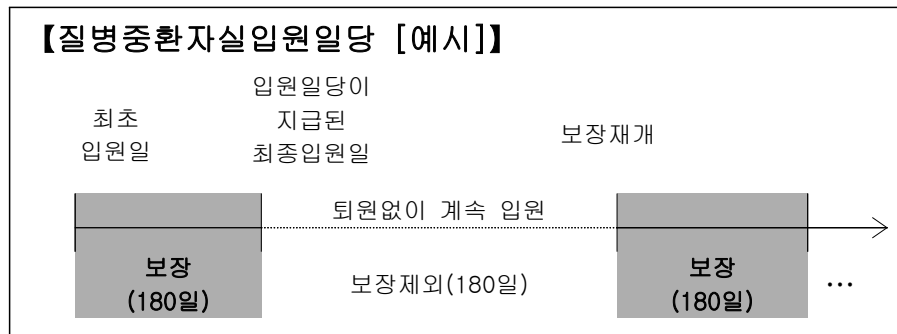 【질병중환자실입원일당 [예시]】
최초
입원일
입원일당이
지급된
최종입원일
보장재개
퇴원없이 계속 입원
보장
(180일)
보장제외(180일)
보장
(180일)
…